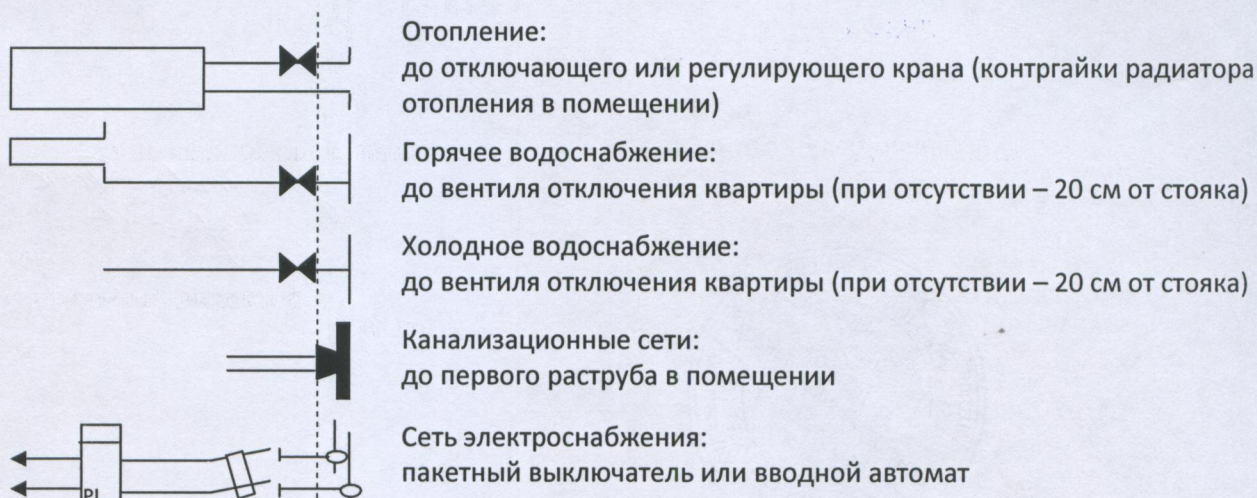 Отопление:
до отключающего или регулирующего крана (контргайки радиатора
отопления в помещении)
Горячее водоснабжение:
до вентиля отключения квартиры (при отсутствии – 20 см от стояка)
Холодное водоснабжение:
до вентиля отключения квартиры (при отсутствии – 20 см от стояка)
Канализационные сети:
до первого раструба в помещении
Сеть электроснабжения:
пакетный выключатель или вводной автомат
PI